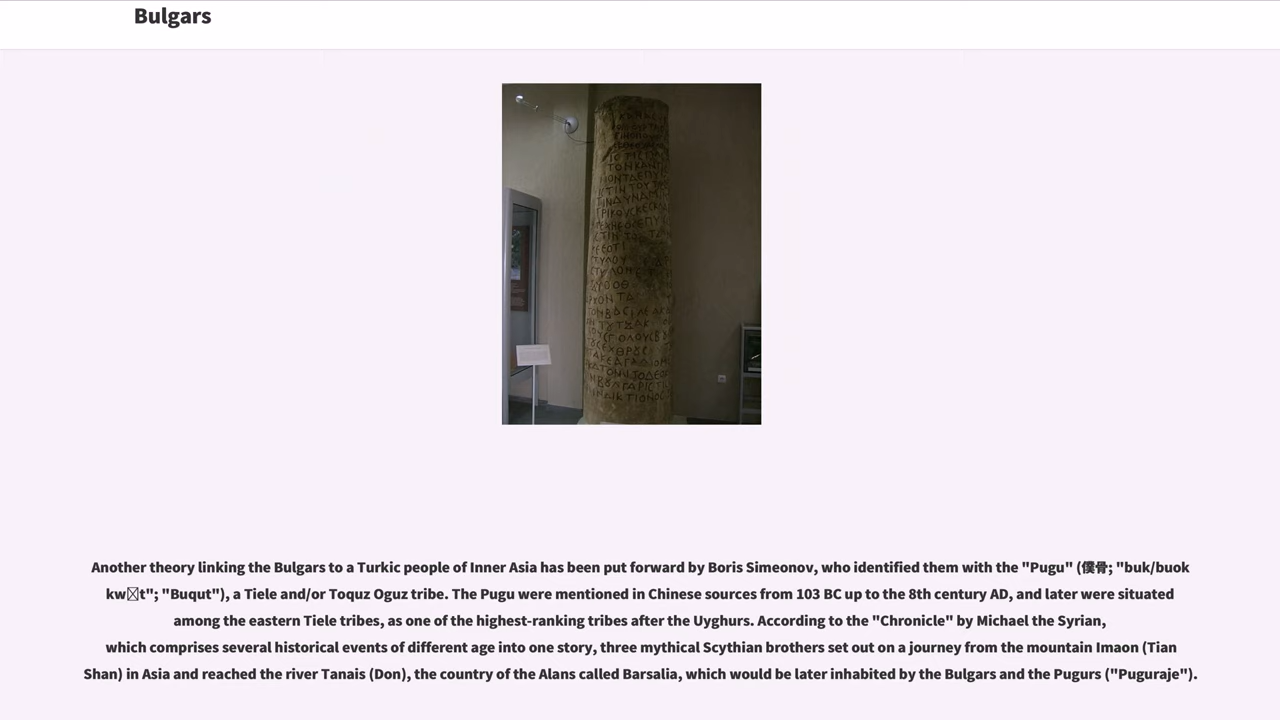 Bulgars
Another theory linking the Bulgars to a Turkic people of Inner Asia has been put forward by Boris Simeonov, who identified them with the "Pugu" (僕骨; "buk/buok
kw□t"; "Buqut"), a Tiele and/or Toquz Oguz tribe. The Pugu were mentioned in Chinese sources from 103 BC up to the 8th century AD, and later were situated
among the eastern Tiele tribes, as one of the highest-ranking tribes after the Uyghurs. According to the "Chronicle" by Michael the Syrian,
which comprises several historical events of different age into one story, three mythical Scythian brothers set out on a journey from the mountain Imaon (Tian
Shan) in Asia and reached the river Tanais (Don), the country of the Alans called Barsalia, which would be later inhabited by the Bulgars and the Pugurs ("Puguraje").